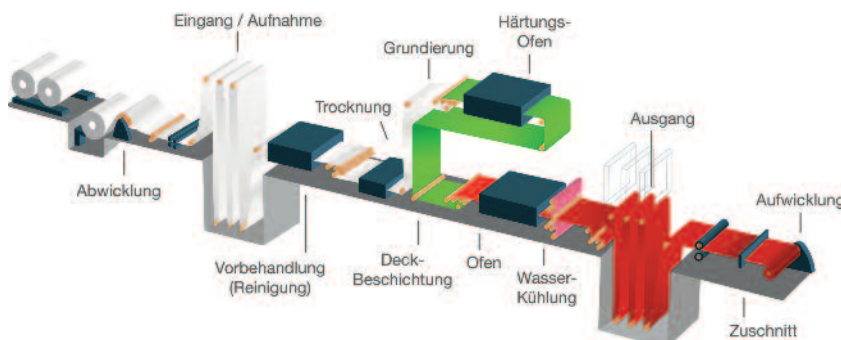 Eingang / Aufnahme
Grundierung
Härtungs-
Ofen
Trocknung
Ausgang
Abwicklung
Aufwicklung
Vorbehandlung
(Reinigung)
Deck-
Beschichtung
Ofen
Wasser-
Kühlung
Zuschnitt